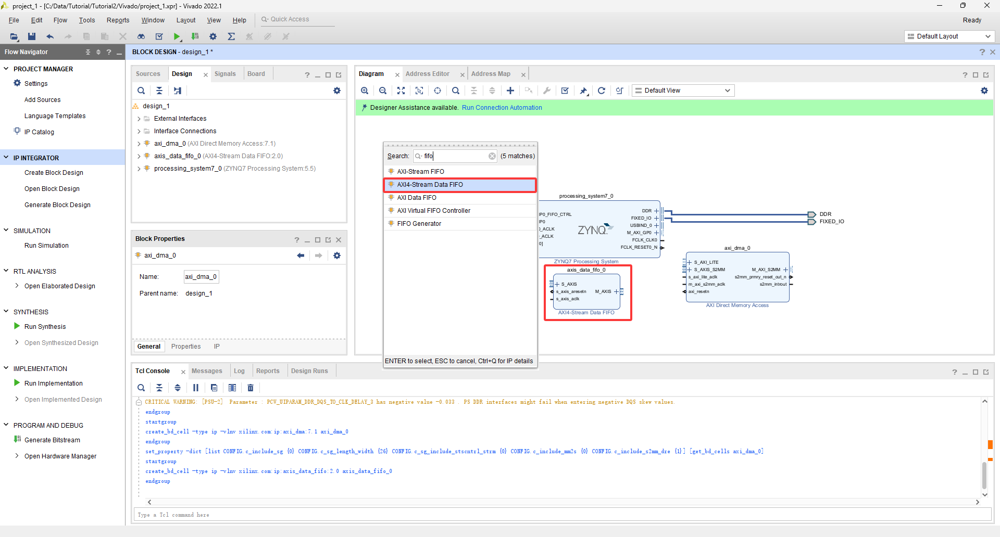 project_1 - [C:/Data/Tutorial/Tutorial2/Vivado/project_1.xpr] - Vivado 2022.1
File Edit Flow Tools Reports Window Layout View Help Quick Access Ready
Default Layout
Flow Navigator
PROJECT MANAGER
Settings
Add Sources
Language Templates
IP Catalog
IP INTEGRATOR
Create Block Design
Open Block Design
Generate Block Design
SIMULATION
Run Simulation
RTL ANALYSIS
Open Elaborated Design
SYNTHESIS
Run Synthesis
Open Synthesized Design
IMPLEMENTATION
Run Implementation
Open Implemented Design
PROGRAM AND DEBUG
Generate Bitstream
Open Hardware Manager
BLOCK DESIGN - design_1 *
Sources Design Signals Board
design_1
External Interfaces
Interface Connections
axi_dma_0 (AXI Direct Memory Access:7.1)
axis_data_fifo_0 (AXI4-Stream Data FIFO:2.0)
processing_system7_0 (ZYNQ7 Processing System:5.5)
Block Properties
axi_dma_0
Name: axi_dma_0
Parent name: design_1
General Properties IP
Diagram Address Editor Address Map
Default View
Designer Assistance available. Run Connection Automation
Search: fifo (5 matches)
AXI-Stream FIFO
AXI4-Stream Data FIFO
AXI Data FIFO
AXI Virtual FIFO Controller
FIFO Generator
ENTER to select, ESC to cancel, Ctrl+Q for IP details
processing_system7_0
IP0_FIFO_CTRL
IP0
_ACLK
_ACLK
0]
ZYNQ
DDR
FIXED_IO
USBIND_0
M_AXI_GP0
FCLK_CLK0
FCLK_RESET0_N
ZYNQ7 Processing System
DDR
FIXED_IO
axis_data_fifo_0
S_AXIS
s_axis_aresetn
s_axis_aclk
M_AXIS
AXI4-Stream Data FIFO
axi_dma_0
S_AXI_LITE
S_AXIS_S2MM
s_axi_lite_aclk
m_axi_s2mm_aclk
axi_resetn
M_AXI_S2MM
s2mm_prmry_reset_out_n
s2mm_introut
AXI Direct Memory Access
Tcl Console Messages Log Reports Design Runs
CRITICAL WARNING: [PSU-2] Parameter : PCW_UIPARAM_DDR_DQS_TO_CLK_DELAY_3 has negative value -0.033 . PS DDR interfaces might fail when entering negative DQS skew values.
endgroup
startgroup
create_bd_cell -type ip -vlnv xilinx.com:ip:axi_dma:7.1 axi_dma_0
endgroup
set_property -dict [list CONFIG.c_include_sg {0} CONFIG.c_sg_length_width {26} CONFIG.c_sg_include_stscntrl_strm {0} CONFIG.c_include_mm2s {0} CONFIG.c_include_s2mm_dre {1}] [get_bd_cells axi_dma_0]
startgroup
create_bd_cell -type ip -vlnv xilinx.com:ip:axis_data_fifo:2.0 axis_data_fifo_0
endgroup
Type a Tcl command here